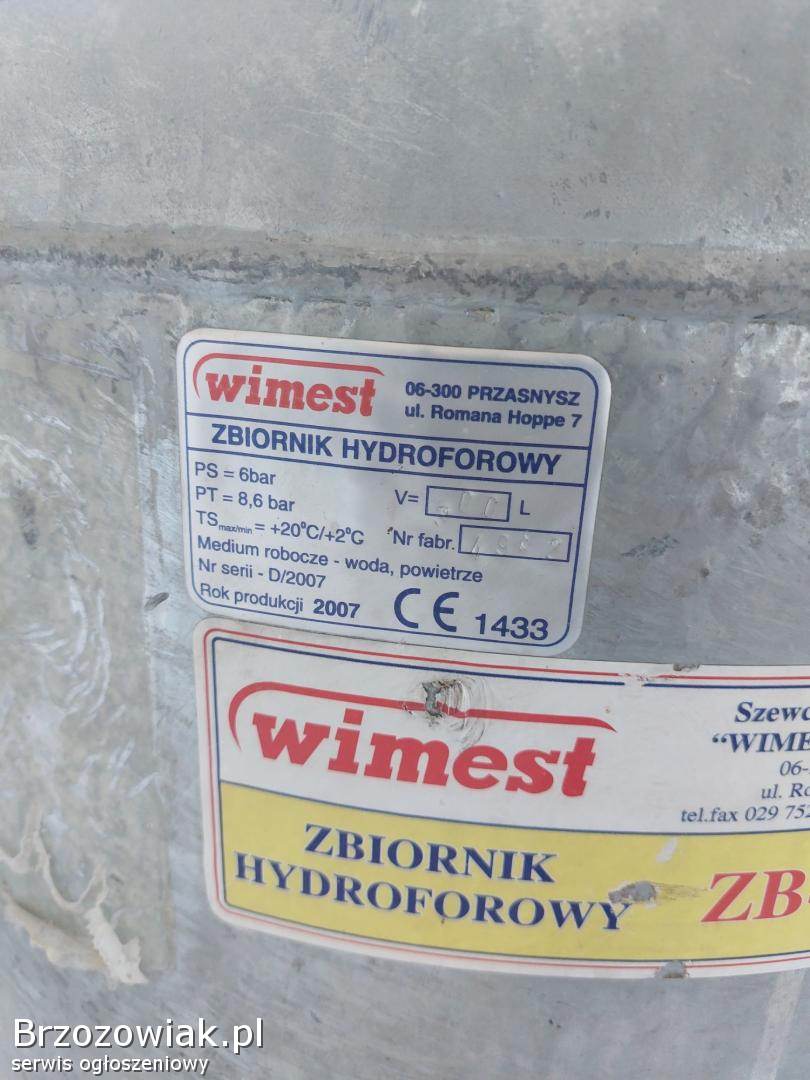 wimest
06-300 PRZASNYSZ
ul. Romana Hoppe 7
ZBIORNIK HYDROFOROWY
PS = 6bar
PT = 8,6 bar
V= L
TSmax/min = +20°C/+2°C
Nr fabr.
Medium robocze - woda, powietrze
Nr serii - D/2007
Rok produkcji 2007
CE 1433
wimest
ZBIORNIK
HYDROFOROWY
Szewc
"WIME
06-
ul. Ro
tel.fax 029 752
ZB-
Brzozowiak.pl
serwis ogłoszeniowy